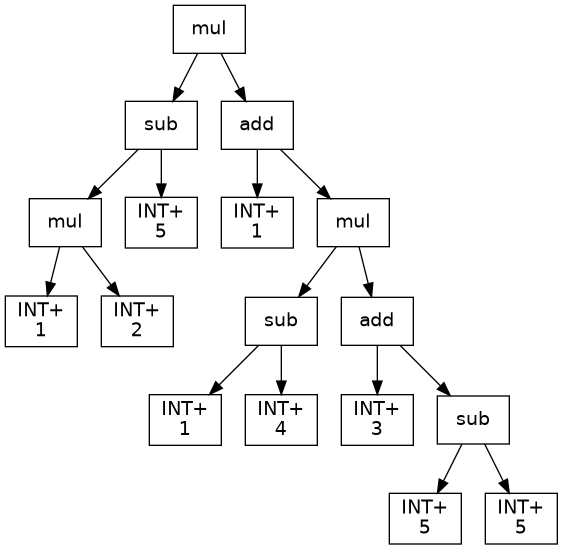 mul
sub
add
mul
INT+
5
INT+
1
mul
INT+
1
INT+
2
sub
add
INT+
1
INT+
4
INT+
3
sub
INT+
5
INT+
5